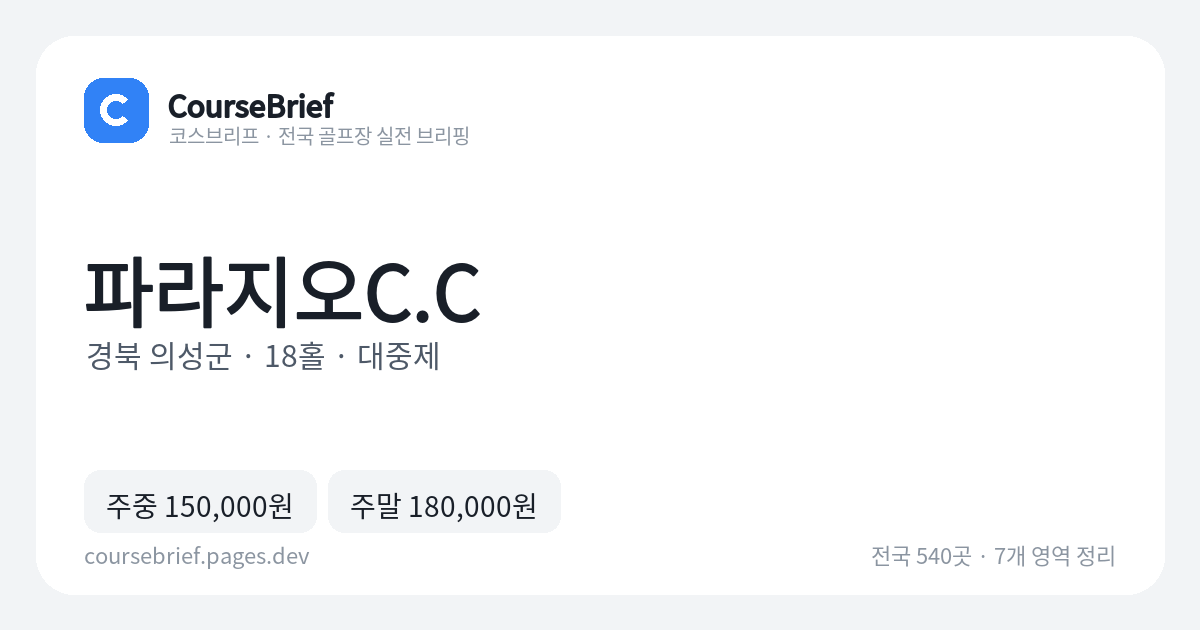 C
CourseBrief
코스브리프 · 전국 골프장 실전 브리핑
파라지오C.C
경북 의성군 · 18홀 · 대중제
주중 150,000원 주말 180,000원
coursebrief.pages.dev 전국 540곳 · 7개 영역 정리